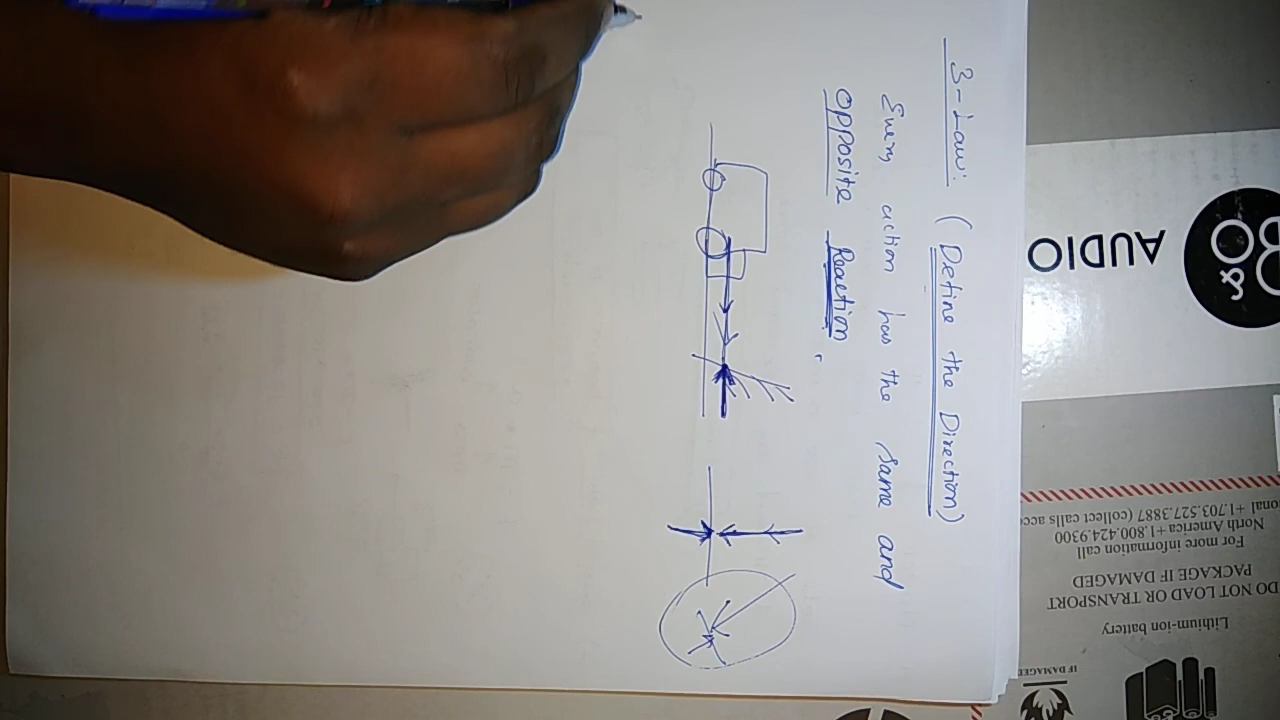 3-Law: (Define the Direction)
Every action has the same and
opposite Reaction.
B&O
AUDIO
For more information call
North America +1.800.424.9300
+1.703.527.3887 (collect calls
DO NOT LOAD OR TRANSPORT
PACKAGE IF DAMAGED
Lithium-ion battery
IF DAMAGED